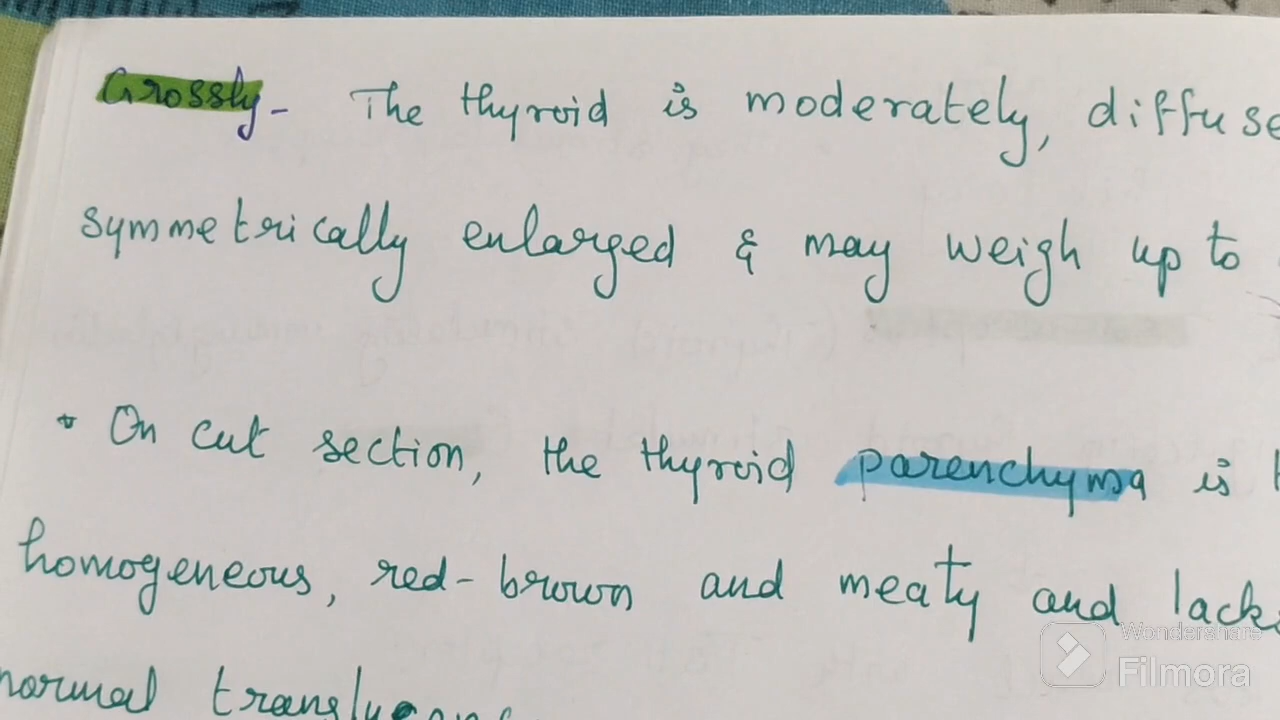 Grossly- The thyroid is moderately, diffuse
symmetrically enlarged & may weigh up to
* On cut section, the thyroid parenchyma is
homogeneous, red-brown and meaty and lacks
normal
Wondershare
Filmora